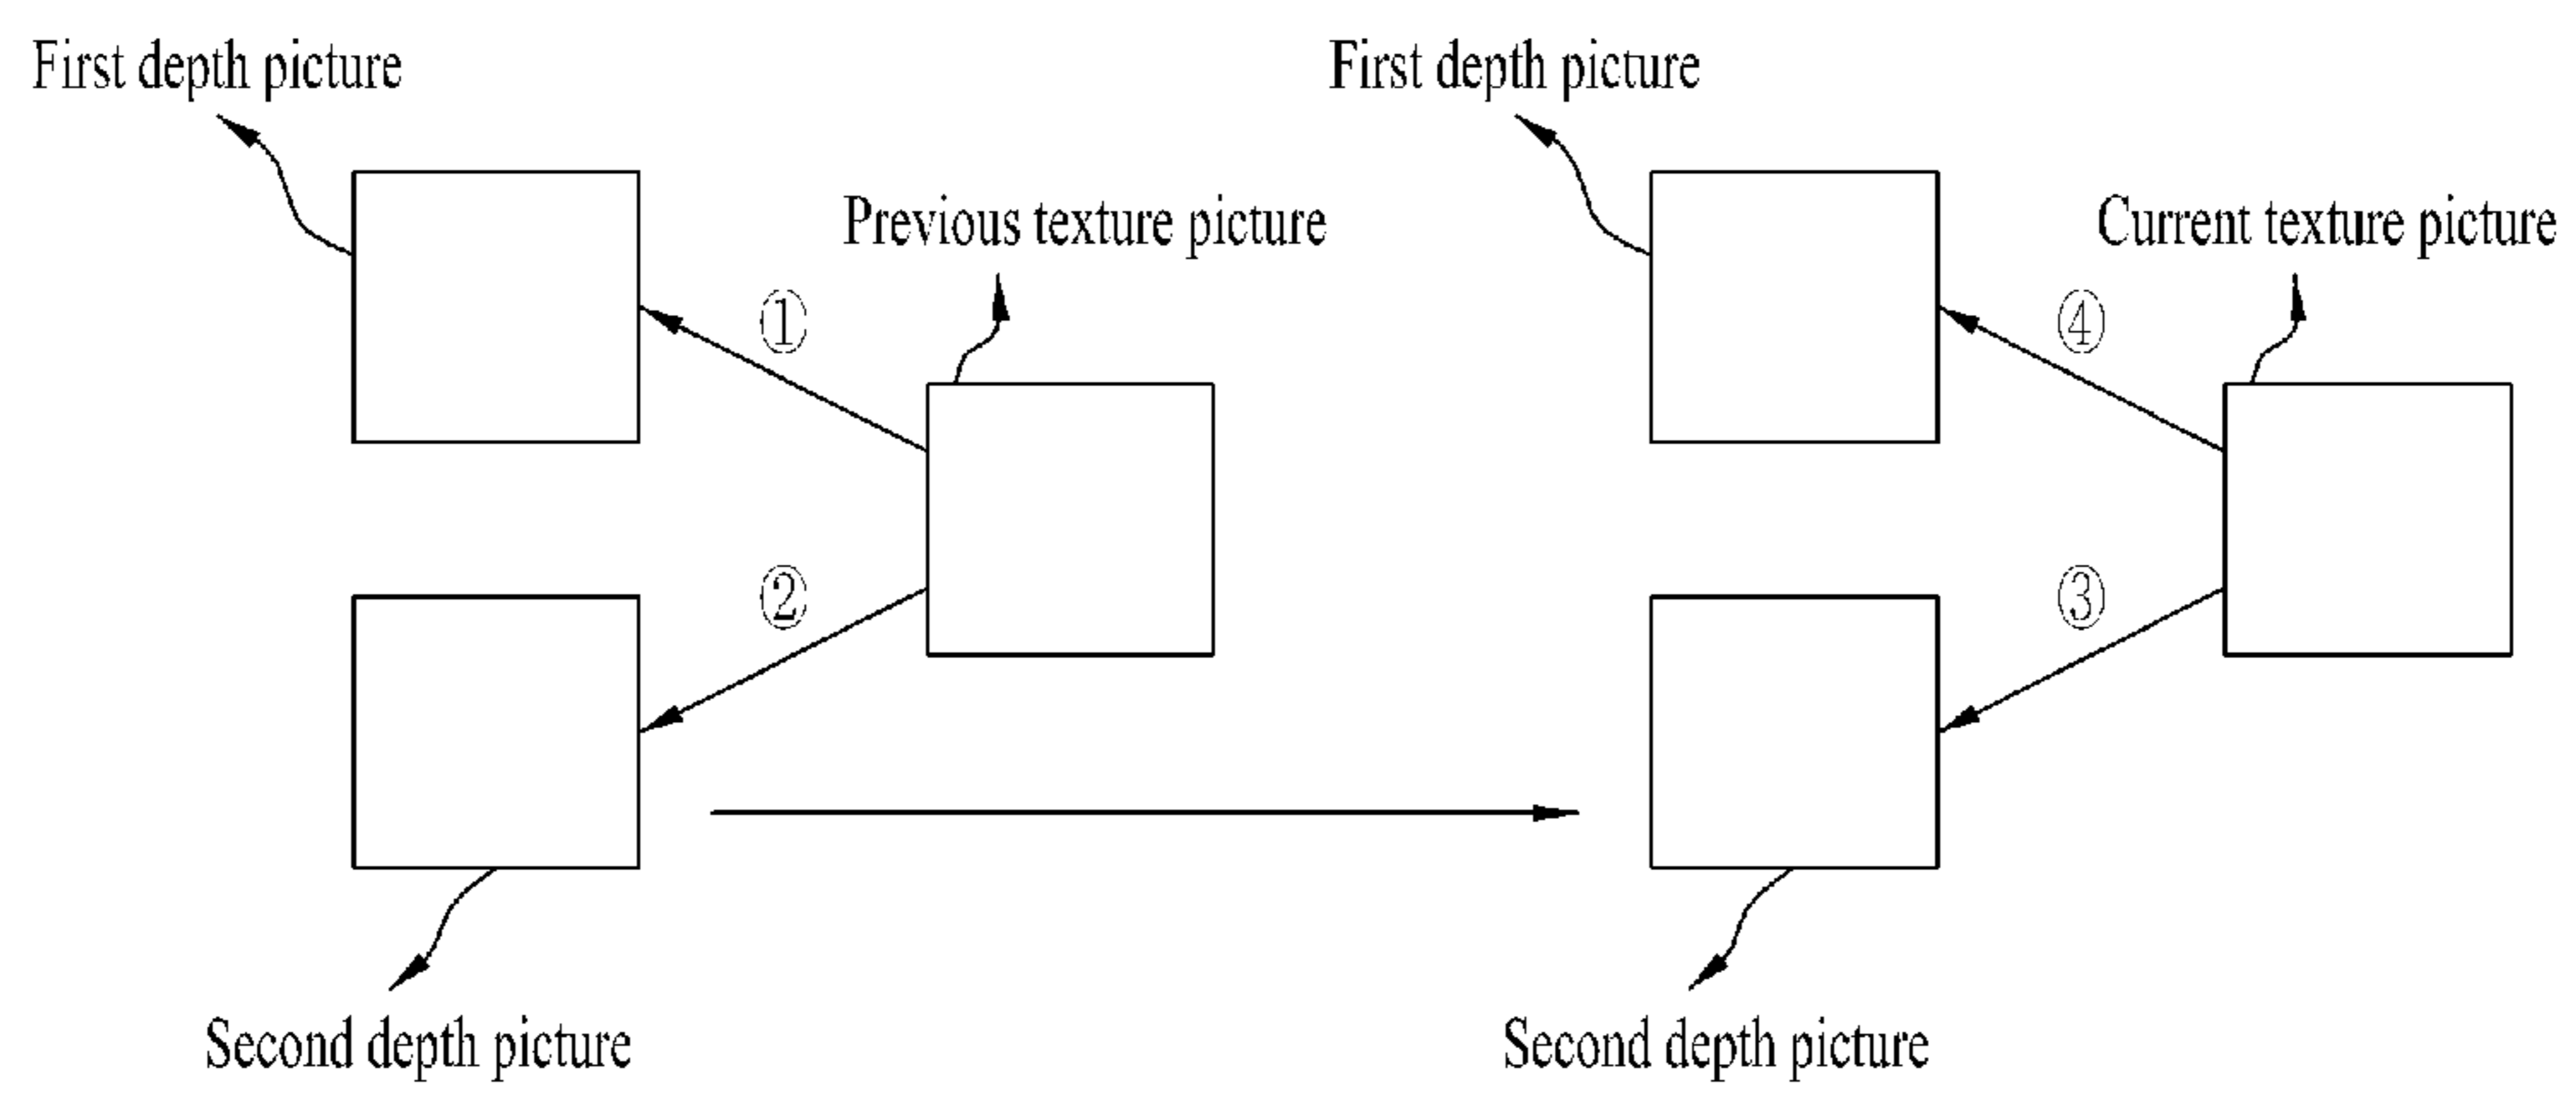 First depth picture
First depth picture
Previous texture picture
Current texture picture
①
④
②
③
Second depth picture
Second depth picture